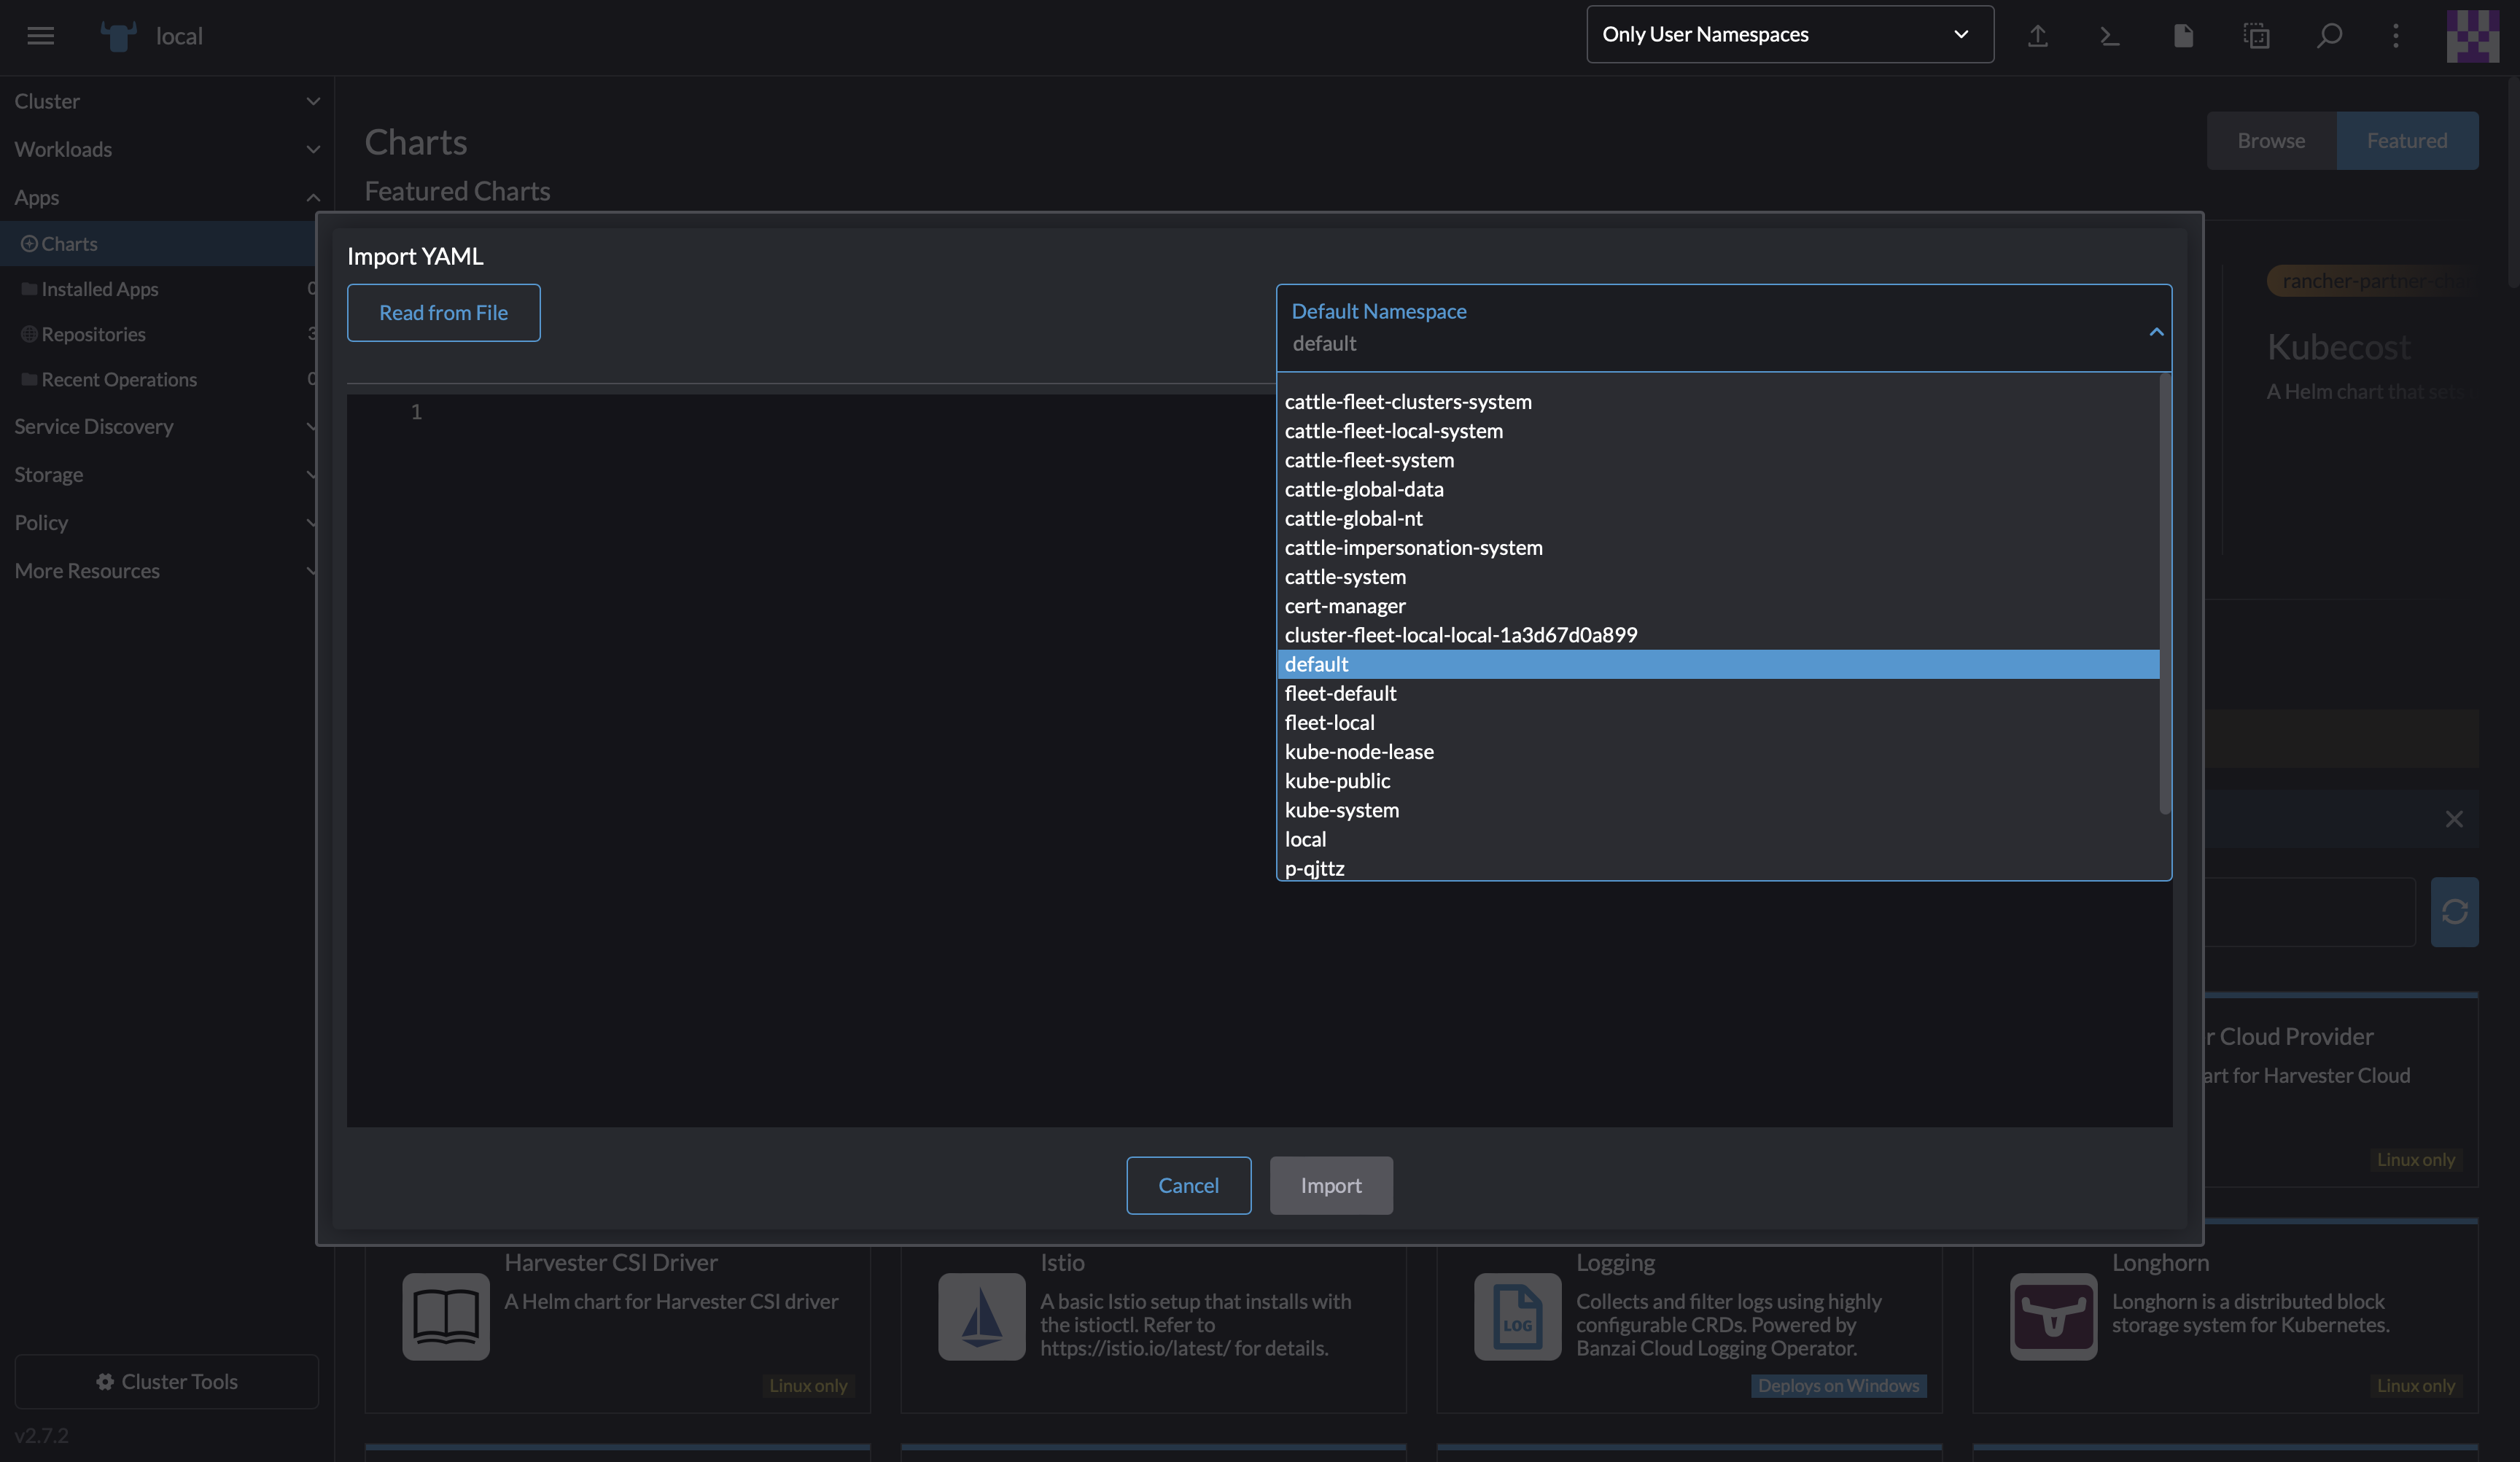 local
Only User Namespaces
Cluster
Workloads
Apps
Charts
Installed Apps
0
Repositories
3
Recent Operations
0
Service Discovery
Storage
Policy
More Resources
Cluster Tools
v2.7.2
Charts
Browse
Featured
Featured Charts
Import YAML
Read from File
Default Namespace
default
1
cattle-fleet-clusters-system
cattle-fleet-local-system
cattle-fleet-system
cattle-global-data
cattle-global-nt
cattle-impersonation-system
cattle-system
cert-manager
cluster-fleet-local-local-1a3d67d0a899
default
fleet-default
fleet-local
kube-node-lease
kube-public
kube-system
local
p-qjttz
Cancel
Import
rancher-partner-cha
Kubecost
A Helm chart that sets
r Cloud Provider
art for Harvester Cloud
Linux only
Harvester CSI Driver
A Helm chart for Harvester CSI driver
Linux only
Istio
A basic Istio setup that installs with
the istioctl. Refer to
https://istio.io/latest/ for details.
LOG
Logging
Collects and filter logs using highly
configurable CRDs. Powered by
Banzai Cloud Logging Operator.
Deploys on Windows
Longhorn
Longhorn is a distributed block
storage system for Kubernetes.
Linux only